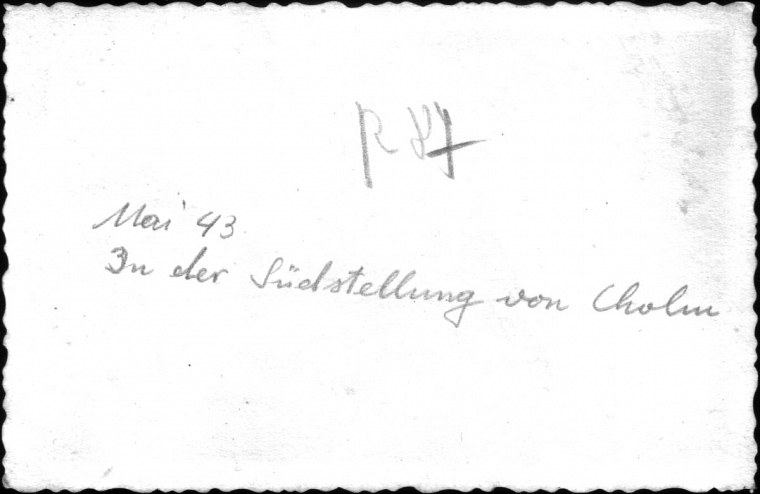 R 87
Mai 43
In der Südstellung von Cholm